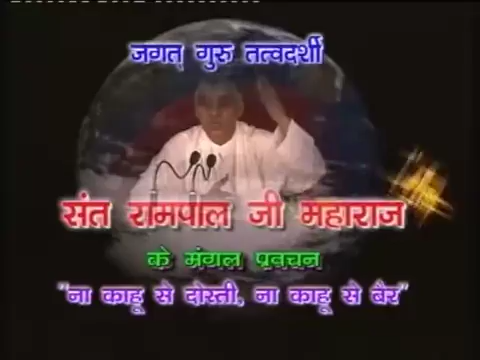 जगत् गुरु तत्वदर्शी
संत रामपाल जी महाराज
के मंगल प्रवचन
"ना काहू से दोस्ती, ना काहू से बैर"